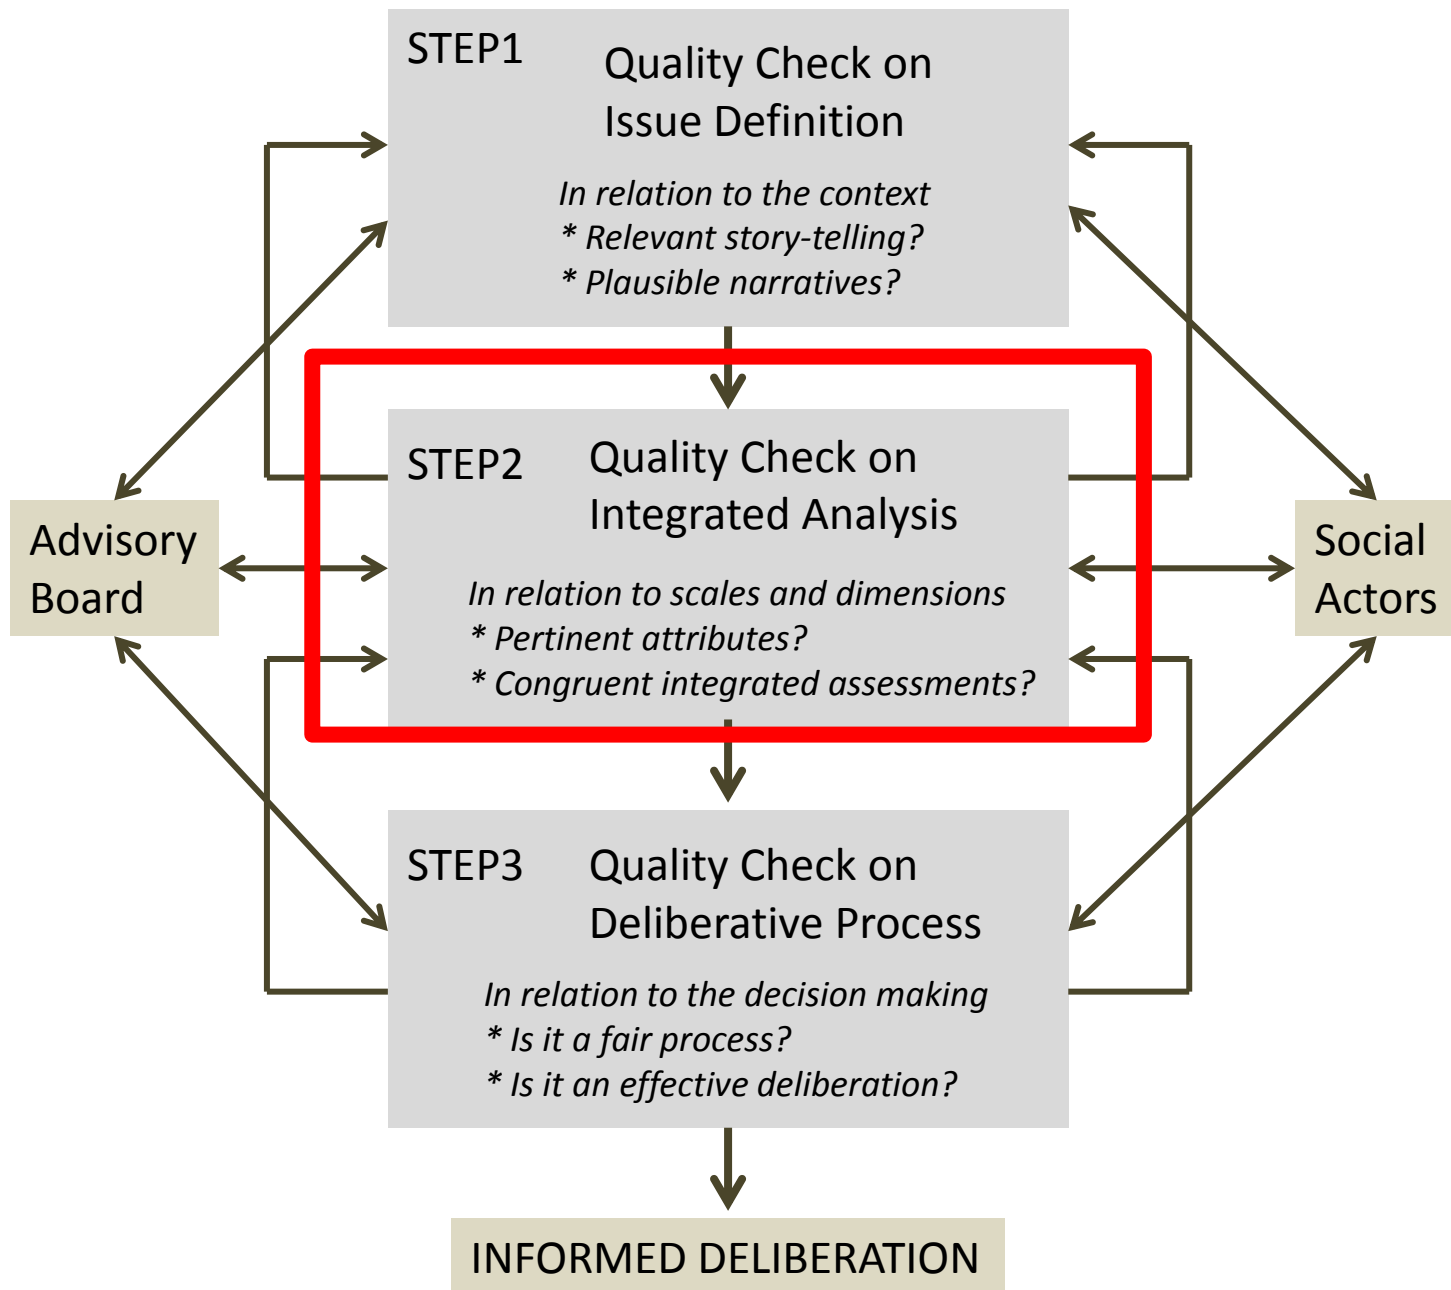 STEP1
Quality Check on
Issue Definition
In relation to the context
* Relevant story-telling?
* Plausible narratives?
STEP2
Quality Check on
Integrated Analysis
In relation to scales and dimensions
* Pertinent attributes?
* Congruent integrated assessments?
Advisory
Board
Social
Actors
STEP3
Quality Check on
Deliberative Process
In relation to the decision making
* Is it a fair process?
* Is it an effective deliberation?
INFORMED DELIBERATION